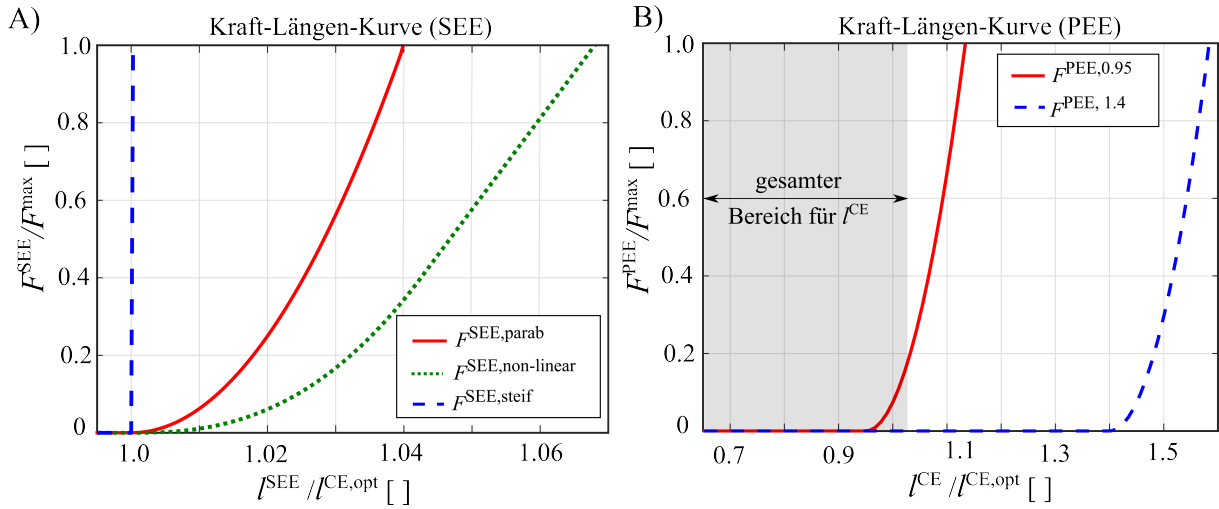 A)
Kraft-Längen-Kurve (SEE)
1.0
0.8
0.6
0.4
0.2
0
F^SEE/F^max [ ]
F^SEE,parab
F^SEE,non-linear
F^SEE,steif
1.0 1.02 1.04 1.06
l^SEE /l^CE,opt [ ]
B)
Kraft-Längen-Kurve (PEE)
1.0
0.8
0.6
0.4
0.2
0
F^PEE/F^max [ ]
F^PEE,0.95
F^PEE, 1.4
gesamter
Bereich für l^CE
0.7 0.9 1.1 1.3 1.5
l^CE /l^CE,opt [ ]